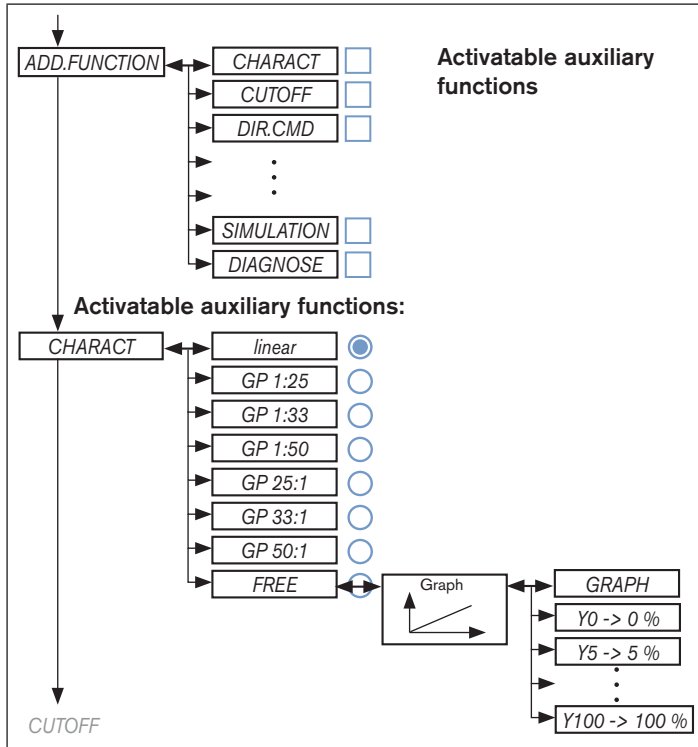 ADD.FUNCTION
CHARACT
CUTOFF
DIR.CMD
SIMULATION
DIAGNOSE
Activatable auxiliary
functions
Activatable auxiliary functions:
CHARACT
linear
GP 1:25
GP 1:33
GP 1:50
GP 25:1
GP 33:1
GP 50:1
FREE
Graph
GRAPH
Y0 -> 0 %
Y5 -> 5 %
Y100 -> 100 %
CUTOFF